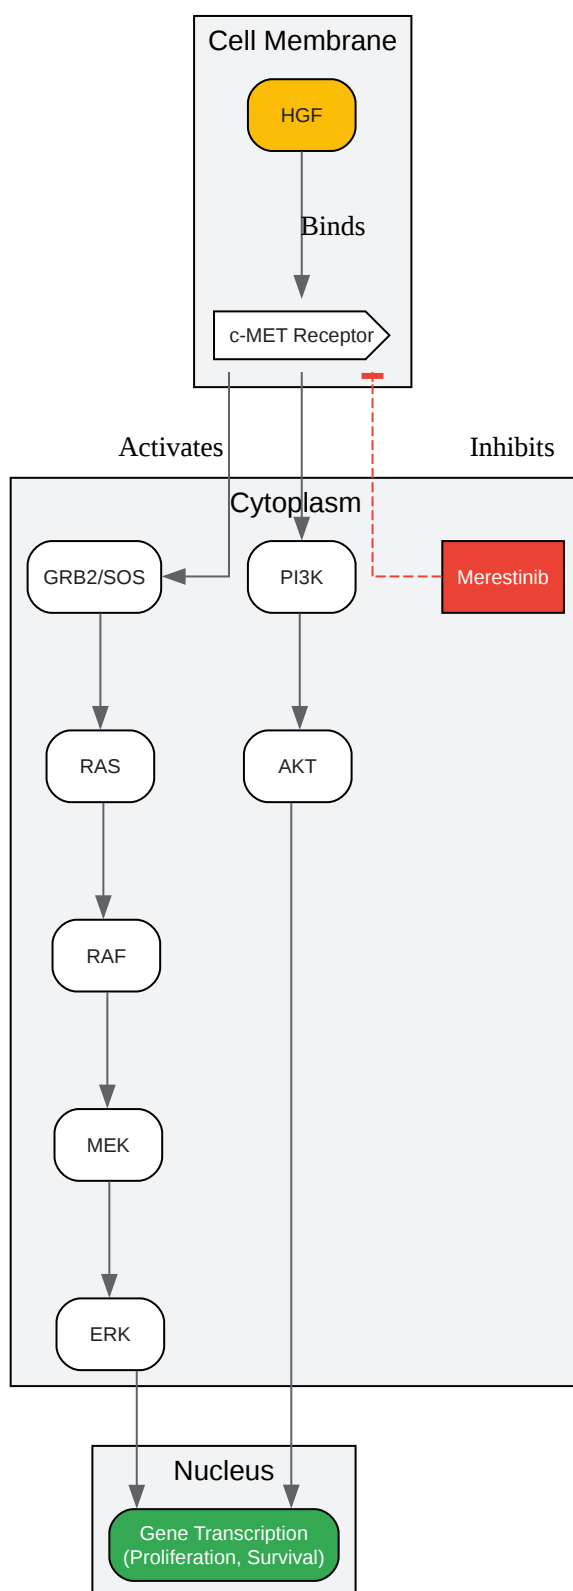 Cell Membrane
HGF
Binds
c-MET Receptor
Activates
Inhibits
Cytoplasm
GRB2/SOS
PI3K
Merestinib
RAS
AKT
RAF
MEK
ERK
Nucleus
Gene Transcription
(Proliferation, Survival)